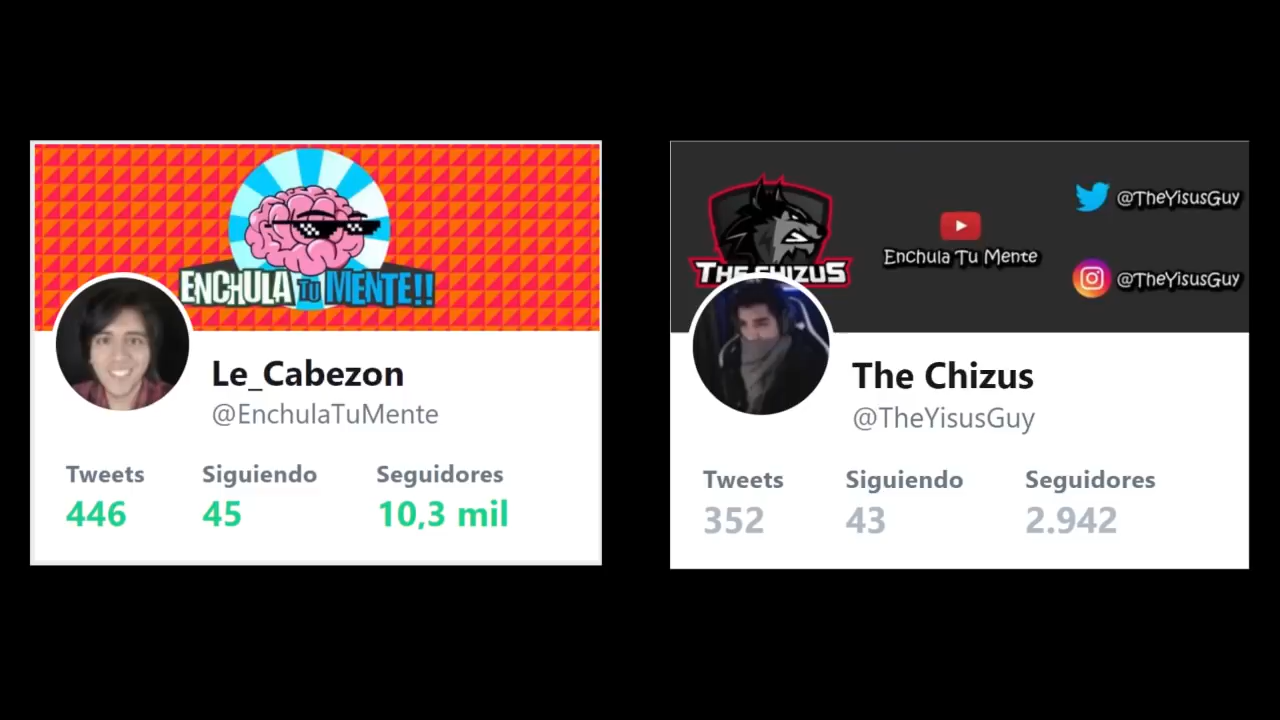 ENCHULA TU MENTE!!
Le_Cabezon
@EnchulaTuMente
Tweets Siguiendo Seguidores
446 45 10,3 mil
THE CHIZUS
Enchula Tu Mente
@TheYisusGuy
@TheYisusGuy
The Chizus
@TheYisusGuy
Tweets Siguiendo Seguidores
352 43 2.942